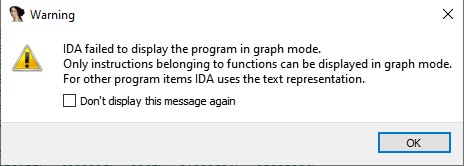 Warning
IDA failed to display the program in graph mode.
Only instructions belonging to functions can be displayed in graph mode.
For other program items IDA uses the text representation.
Don't display this message again
OK